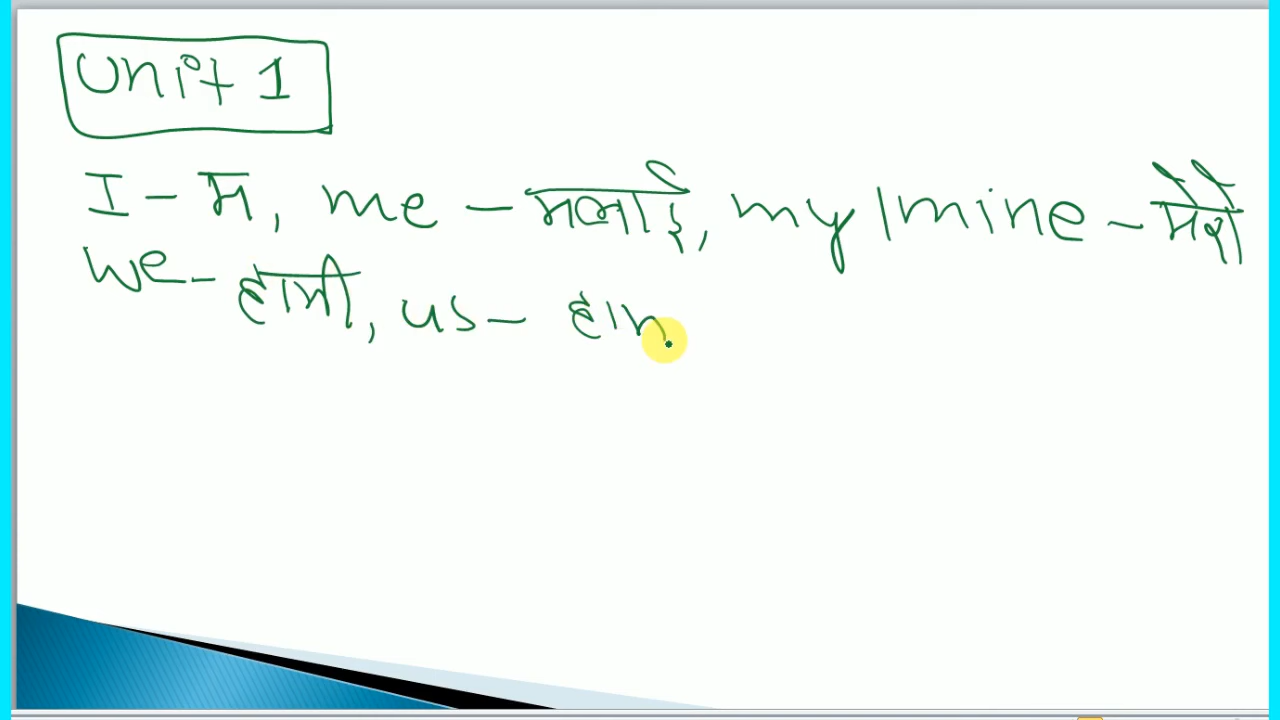 Unit 1
I - म, me - मलाई, my/mine - मेरो
we - हामी, us - हाम